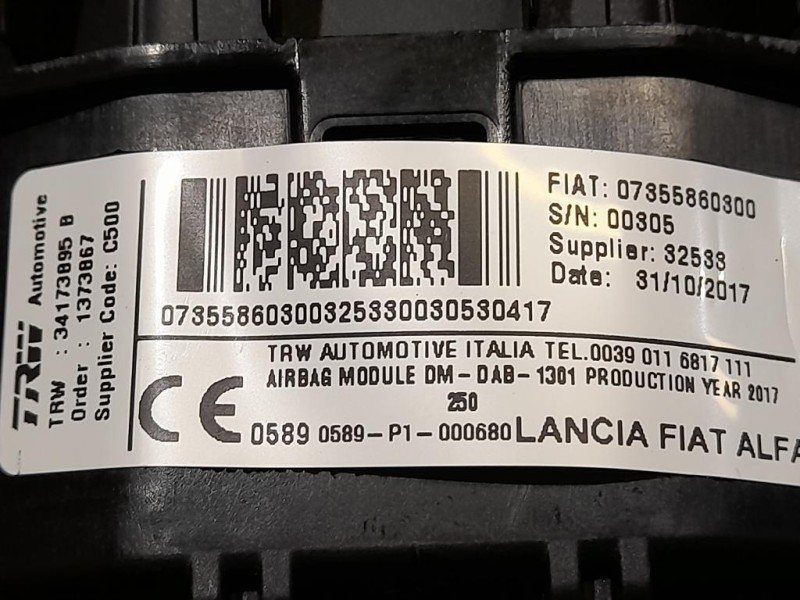 TRW Automotive
TRW : 34173895 B
Order : 1373867
Supplier Code: C500
FIAT: 07355860300
S/N: 00305
Supplier: 32533
Date: 31/10/2017
07355860300325330030530417
TRW AUTOMOTIVE ITALIA TEL.0039 011 6817 111
AIRBAG MODULE DM-DAB-1301 PRODUCTION YEAR 2017
250
CE 0589 0589-P1-000680 LANCIA FIAT ALFA